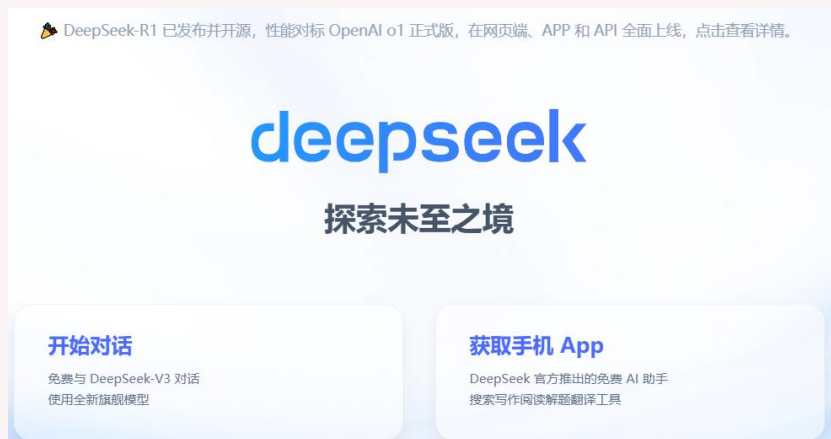 🎉 DeepSeek-R1 已发布并开源，性能对标 OpenAI o1 正式版，在网页端、APP 和 API 全面上线，点击查看详情。
deepseek
探索未至之境
开始对话
免费与 DeepSeek-V3 对话
使用全新旗舰模型
获取手机 App
DeepSeek 官方推出的免费 AI 助手
搜索写作阅读解题翻译工具